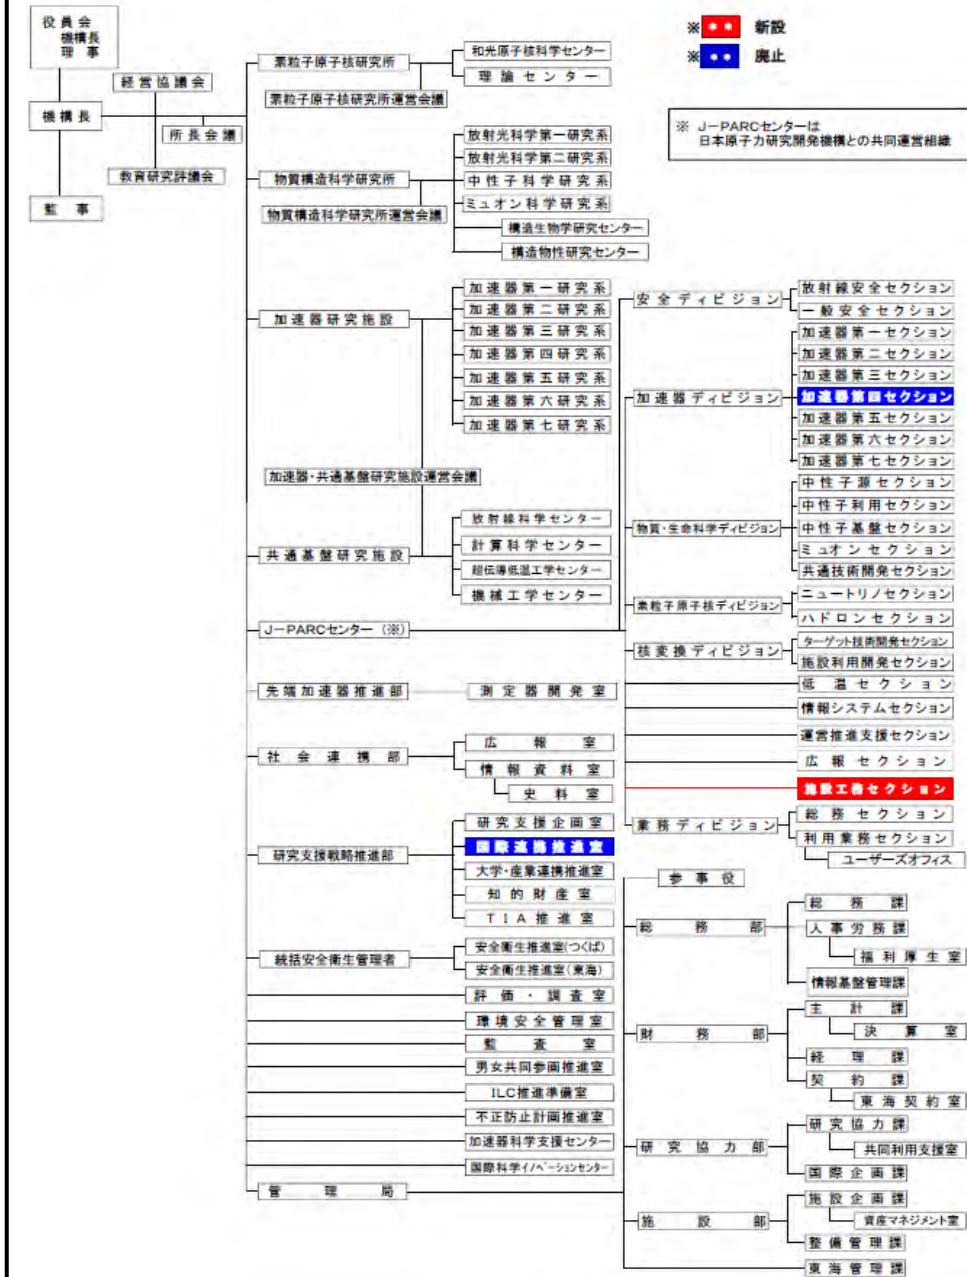 役員会
機構長
理事
経営協議会
機構長
所長会議
教育研究評議会
監事
※ ** 新設
※ ** 廃止
※ J-PARCセンターは
日本原子力研究開発機構との共同運営組織
素粒子原子核研究所
和光原子核科学センター
理論センター
素粒子原子核研究所運営会議
物質構造科学研究所
放射光科学第一研究系
放射光科学第二研究系
中性子科学研究系
ミュオン科学研究系
構造生物学研究センター
構造物性研究センター
物質構造科学研究所運営会議
加速器研究施設
加速器第一研究系
加速器第二研究系
加速器第三研究系
加速器第四研究系
加速器第五研究系
加速器第六研究系
加速器第七研究系
加速器・共通基盤研究施設運営会議
共通基盤研究施設
放射線科学センター
計算科学センター
超伝導低温工学センター
機械工学センター
J-PARCセンター(※)
安全ディビジョン
放射線安全セクション
一般安全セクション
加速器ディビジョン
加速器第一セクション
加速器第二セクション
加速器第三セクション
加速器第四セクション
加速器第五セクション
加速器第六セクション
加速器第七セクション
物質・生命科学ディビジョン
中性子源セクション
中性子利用セクション
中性子基盤セクション
ミュオンセクション
共通技術開発セクション
素粒子原子核ディビジョン
ニュートリノセクション
ハドロンセクション
核変換ディビジョン
ターゲット技術開発セクション
施設利用開発セクション
低温セクション
情報システムセクション
運営推進支援セクション
広報セクション
施設工務セクション
業務ディビジョン
総務セクション
利用業務セクション
ユーザーズオフィス
先端加速器推進部
測定器開発室
社会連携部
広報室
情報資料室
史料室
研究支援戦略推進部
研究支援企画室
国際連携推進室
大学・産業連携推進室
知的財産室
TIA推進室
統括安全衛生管理者
安全衛生推進室(つくば)
安全衛生推進室(東海)
評価・調査室
環境安全管理室
監査室
男女共同参画推進室
ILC推進準備室
不正防止計画推進室
加速器科学支援センター
国際科学イノベーションセンター
管理局
参事役
総務部
総務課
人事労務課
福利厚生室
情報基盤管理課
財務部
主計課
決算室
経理課
契約課
東海契約室
研究協力部
研究協力課
共同利用支援室
国際企画課
施設部
施設企画課
資産マネジメント室
整備管理課
東海管理課